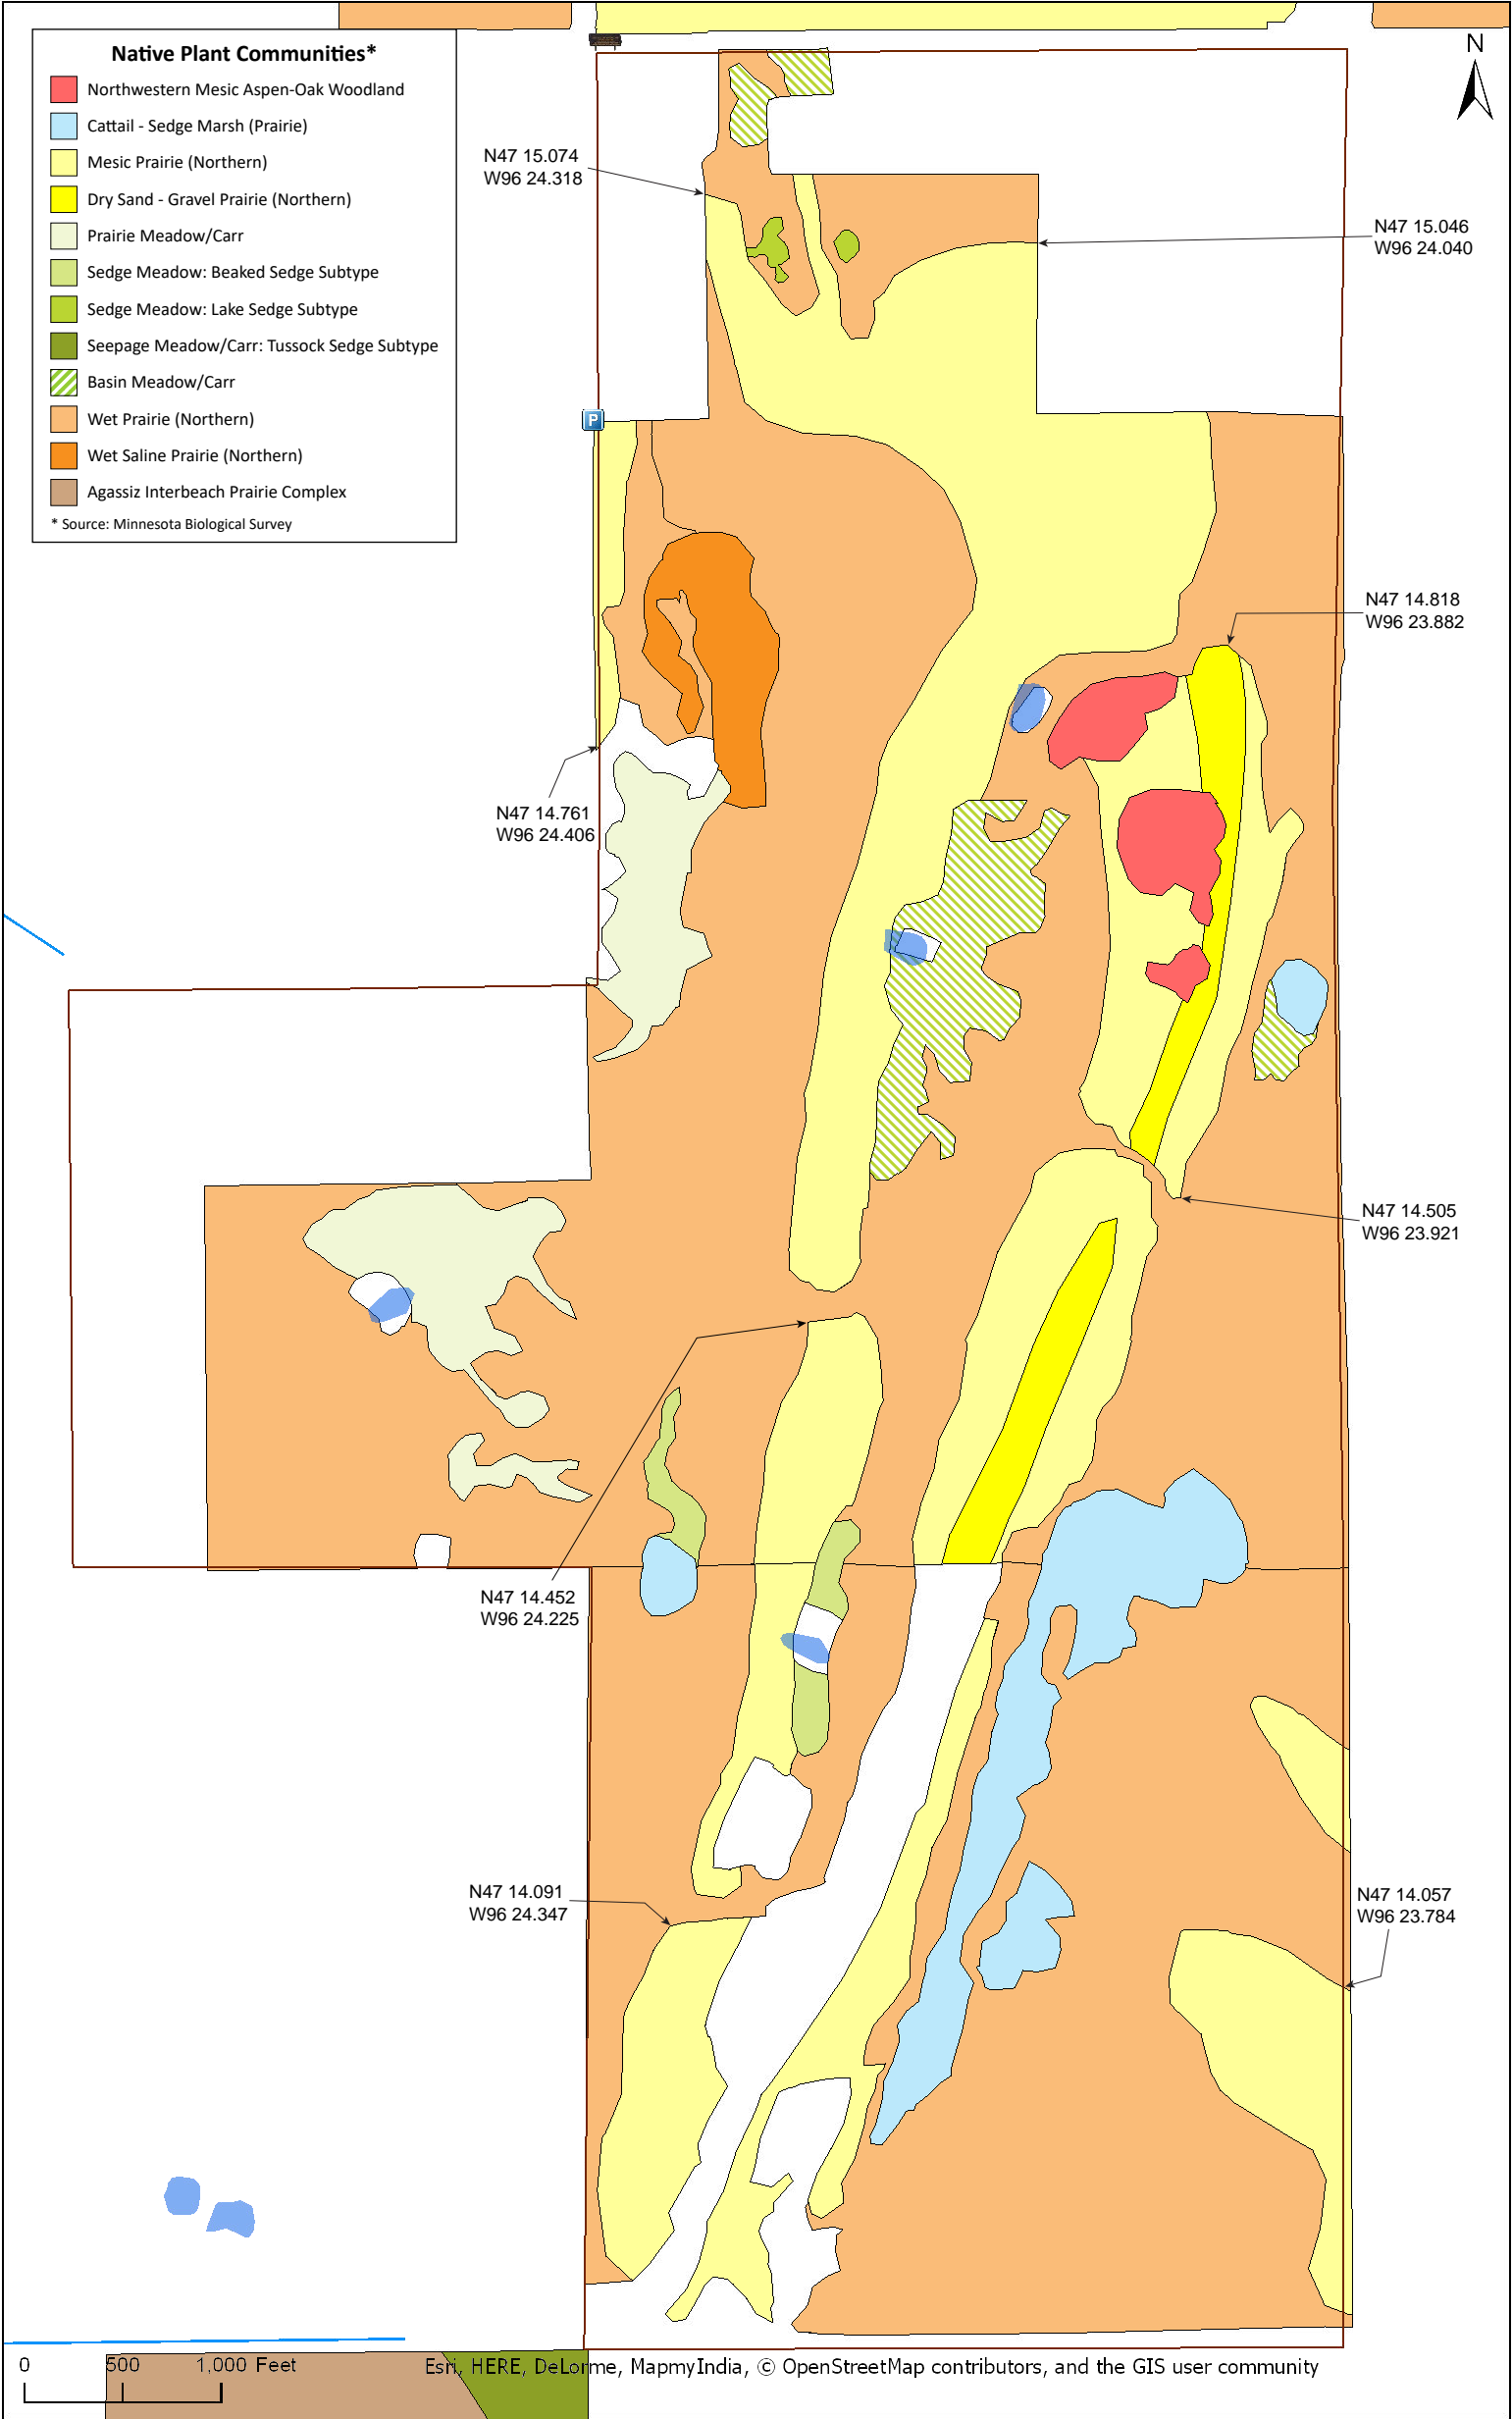 Native Plant Communities*
Northwestern Mesic Aspen-Oak Woodland
Cattail - Sedge Marsh (Prairie)
Mesic Prairie (Northern)
Dry Sand - Gravel Prairie (Northern)
Prairie Meadow/Carr
Sedge Meadow: Beaked Sedge Subtype
Sedge Meadow: Lake Sedge Subtype
Seepage Meadow/Carr: Tussock Sedge Subtype
Basin Meadow/Carr
Wet Prairie (Northern)
Wet Saline Prairie (Northern)
Agassiz Interbeach Prairie Complex
* Source: Minnesota Biological Survey
N
N47 15.074
W96 24.318
N47 15.046
W96 24.040
P
N47 14.818
W96 23.882
N47 14.761
W96 24.406
N47 14.505
W96 23.921
N47 14.452
W96 24.225
N47 14.091
W96 24.347
N47 14.057
W96 23.784
0 500 1,000 Feet
Esri, HERE, DeLorme, MapmyIndia, © OpenStreetMap contributors, and the GIS user community